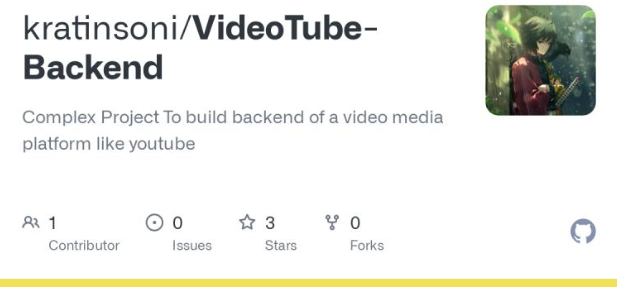 kratinsoni/VideoTube-
Backend
Complex Project To build backend of a video media
platform like youtube
1 0 3 0
Contributor Issues Stars Forks